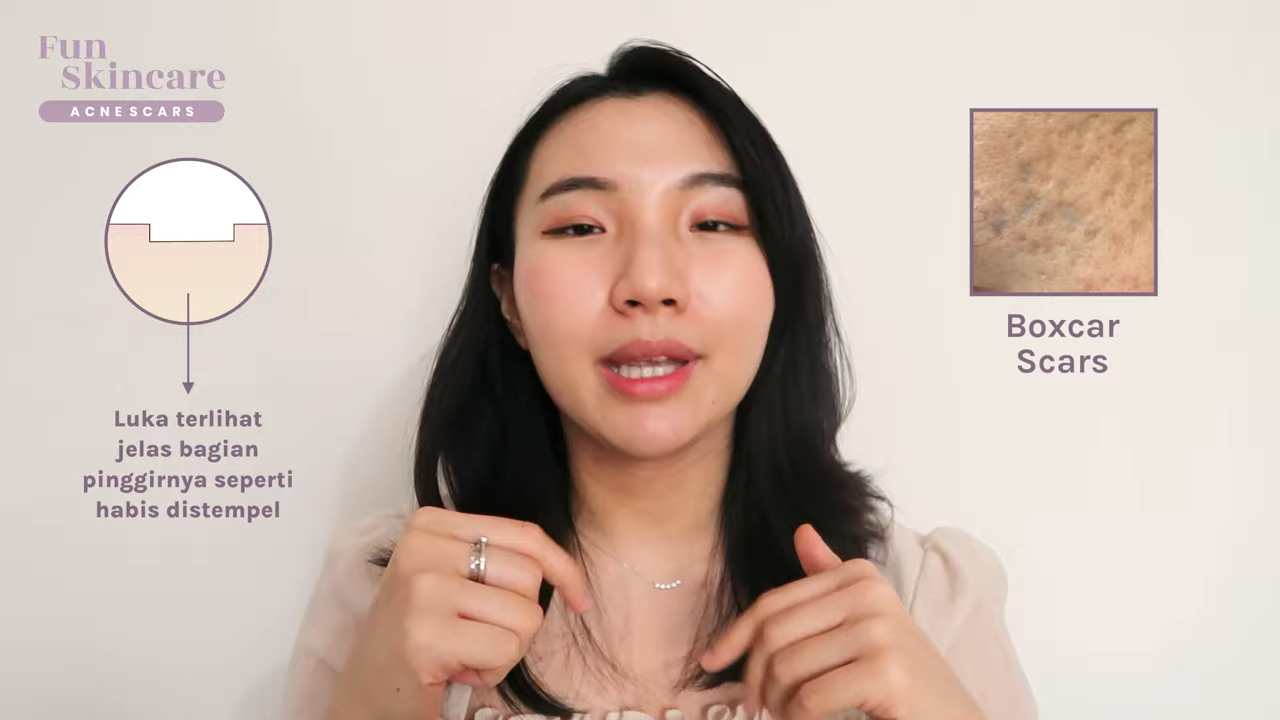 Fun
Skincare
ACNE SCARS
Luka terlihat
jelas bagian
pinggirnya seperti
habis distempel
Boxcar
Scars